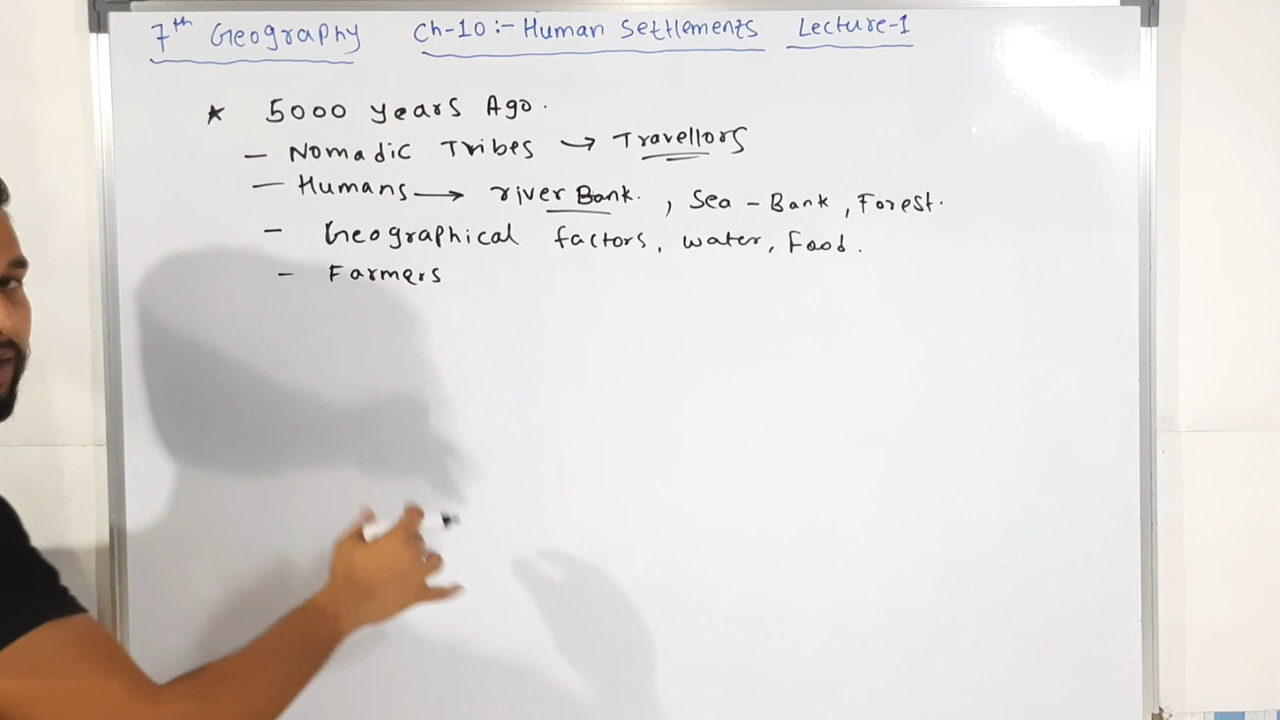 7th Geography Ch-10:- Human Settlements Lecture-1
* 5000 years Ago.
- Nomadic Tribes → Travellors
- Humans → river Bank. , Sea - Bank , Forest.
- Geographical factors, water, Food.
- Farmers